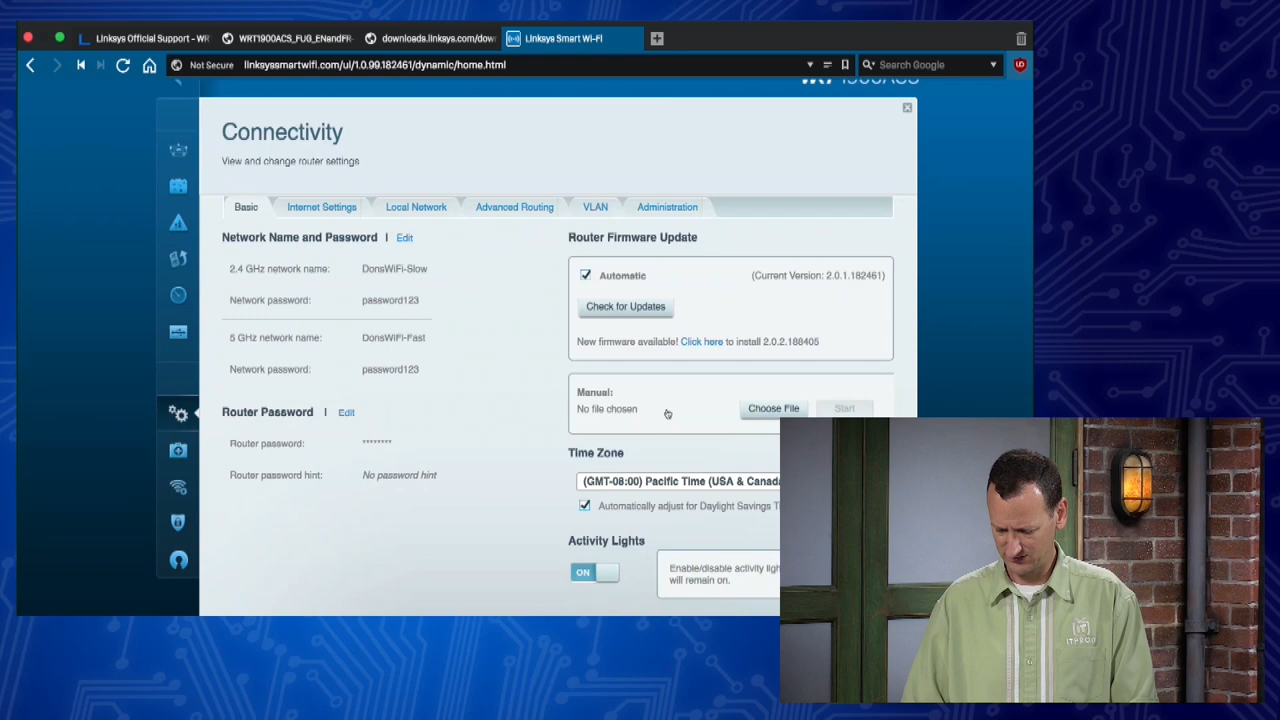 Linksys Official Support - WR
WRT1900ACS_FUG_ENandFR-
downloads.linksys.com/dow
Linksys Smart Wi-Fi
Not Secure
linksyssmartwifi.com/ui/1.0.99.182461/dynamic/home.html
Search Google
Connectivity
View and change router settings
Basic
Internet Settings
Local Network
Advanced Routing
VLAN
Administration
Network Name and Password | Edit
2.4 GHz network name: DonsWiFi-Slow
Network password: password123
5 GHz network name: DonsWiFi-Fast
Network password: password123
Router Password | Edit
Router password: ********
Router password hint: No password hint
Router Firmware Update
Automatic (Current Version: 2.0.1.182461)
Check for Updates
New firmware available! Click here to install 2.0.2.188405
Manual:
No file chosen
Choose File
Start
Time Zone
(GMT-08:00) Pacific Time (USA & Canada
Automatically adjust for Daylight Savings T
Activity Lights
ON
Enable/disable activity ligh
will remain on.
ITPROTV